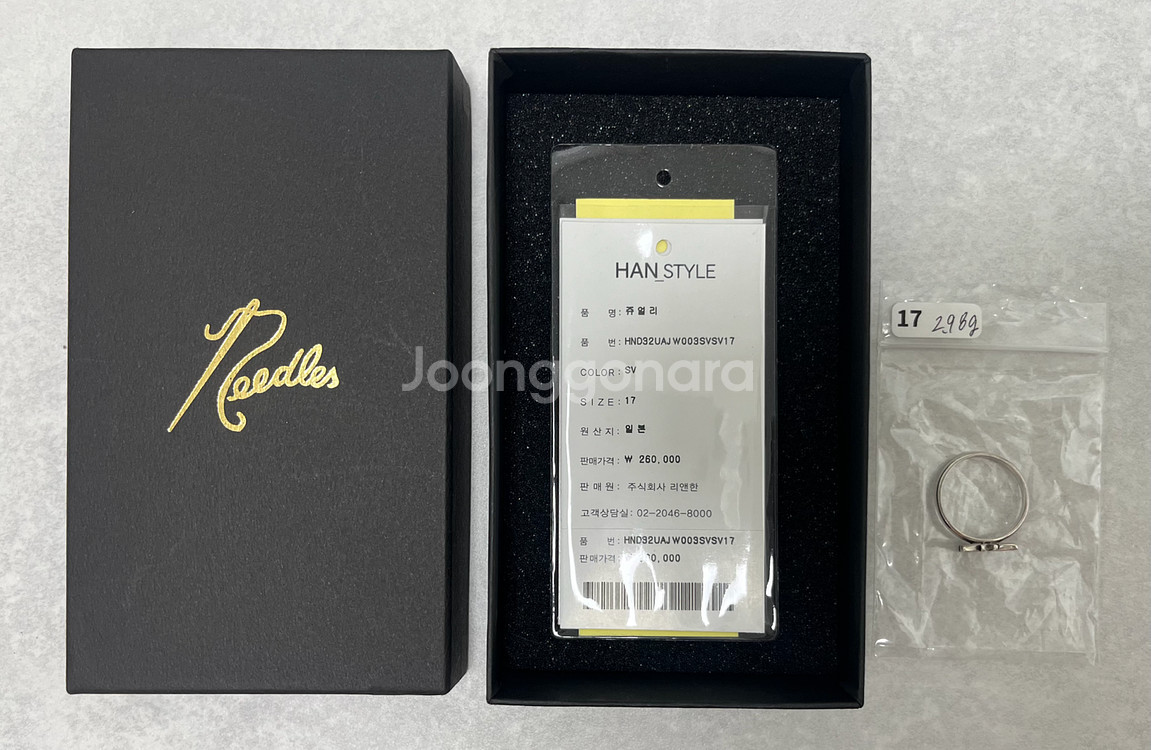 Needles
HAN_STYLE
품 명: 쥬얼리
품 번: HND32UAJW003SVSV17
COLOR: SV
SIZE: 17
원산지: 일본
판매가격: ₩ 260,000
판매원: 주식회사 리앤한
고객상담실: 02-2046-8000
품 번: HND32UAJW003SVSV17
판매가격
17 2.98g
Joonggonara